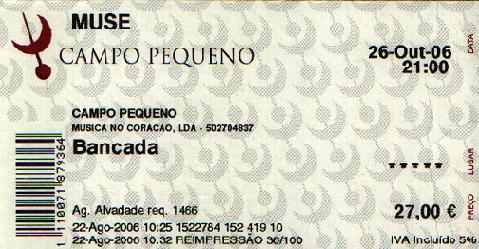 MUSE
CAMPO PEQUENO
26-Out-06
21:00
DATA
CAMPO PEQUENO
MUSICA NO CORACAO, LDA - 502704837
Bancada
*****
LUGAR
1110071879364
Ag. Alvadade req. 1466
27,00 €
PREÇO
22-Ago-2006 10:25 1522764 152 419 10
22-Ago-2006 10:32 REIMPRESSÃO 30/100
IVA Incluído 5%